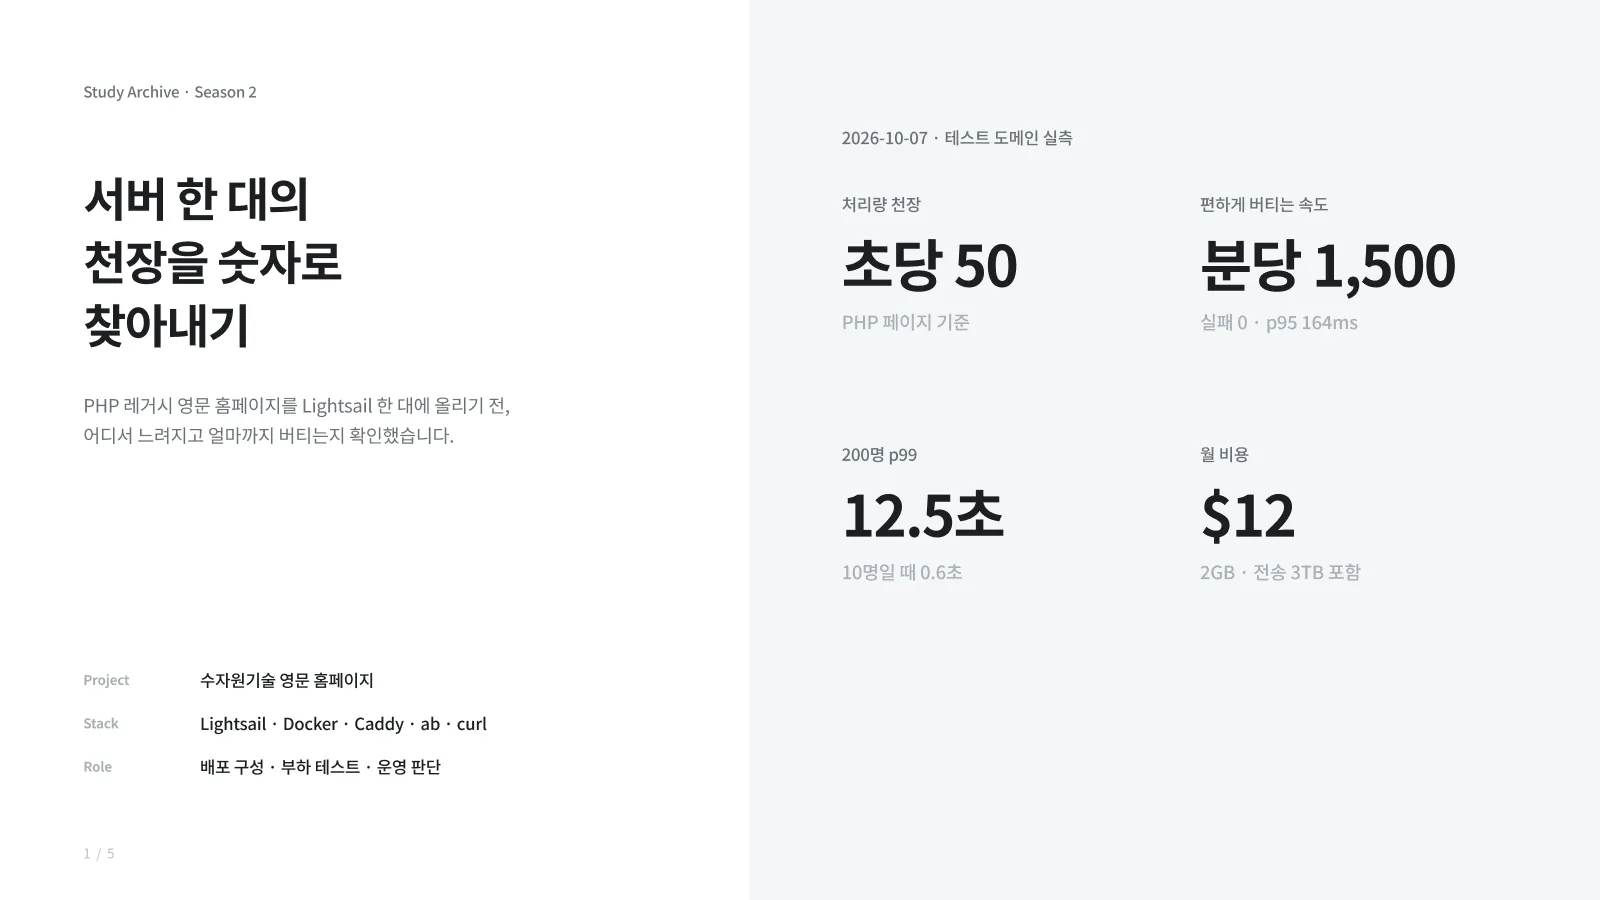 Study Archive · Season 2
서버 한 대의
천장을 숫자로
찾아내기
PHP 레거시 영문 홈페이지를 Lightsail 한 대에 올리기 전,
어디서 느려지고 얼마까지 버티는지 확인했습니다.
Project 수자원기술 영문 홈페이지
Stack Lightsail · Docker · Caddy · ab · curl
Role 배포 구성 · 부하 테스트 · 운영 판단
1 / 5
2026-10-07 · 테스트 도메인 실측
처리량 천장
초당 50
PHP 페이지 기준
편하게 버티는 속도
분당 1,500
실패 0 · p95 164ms
200명 p99
12.5초
10명일 때 0.6초
월 비용
$12
2GB · 전송 3TB 포함